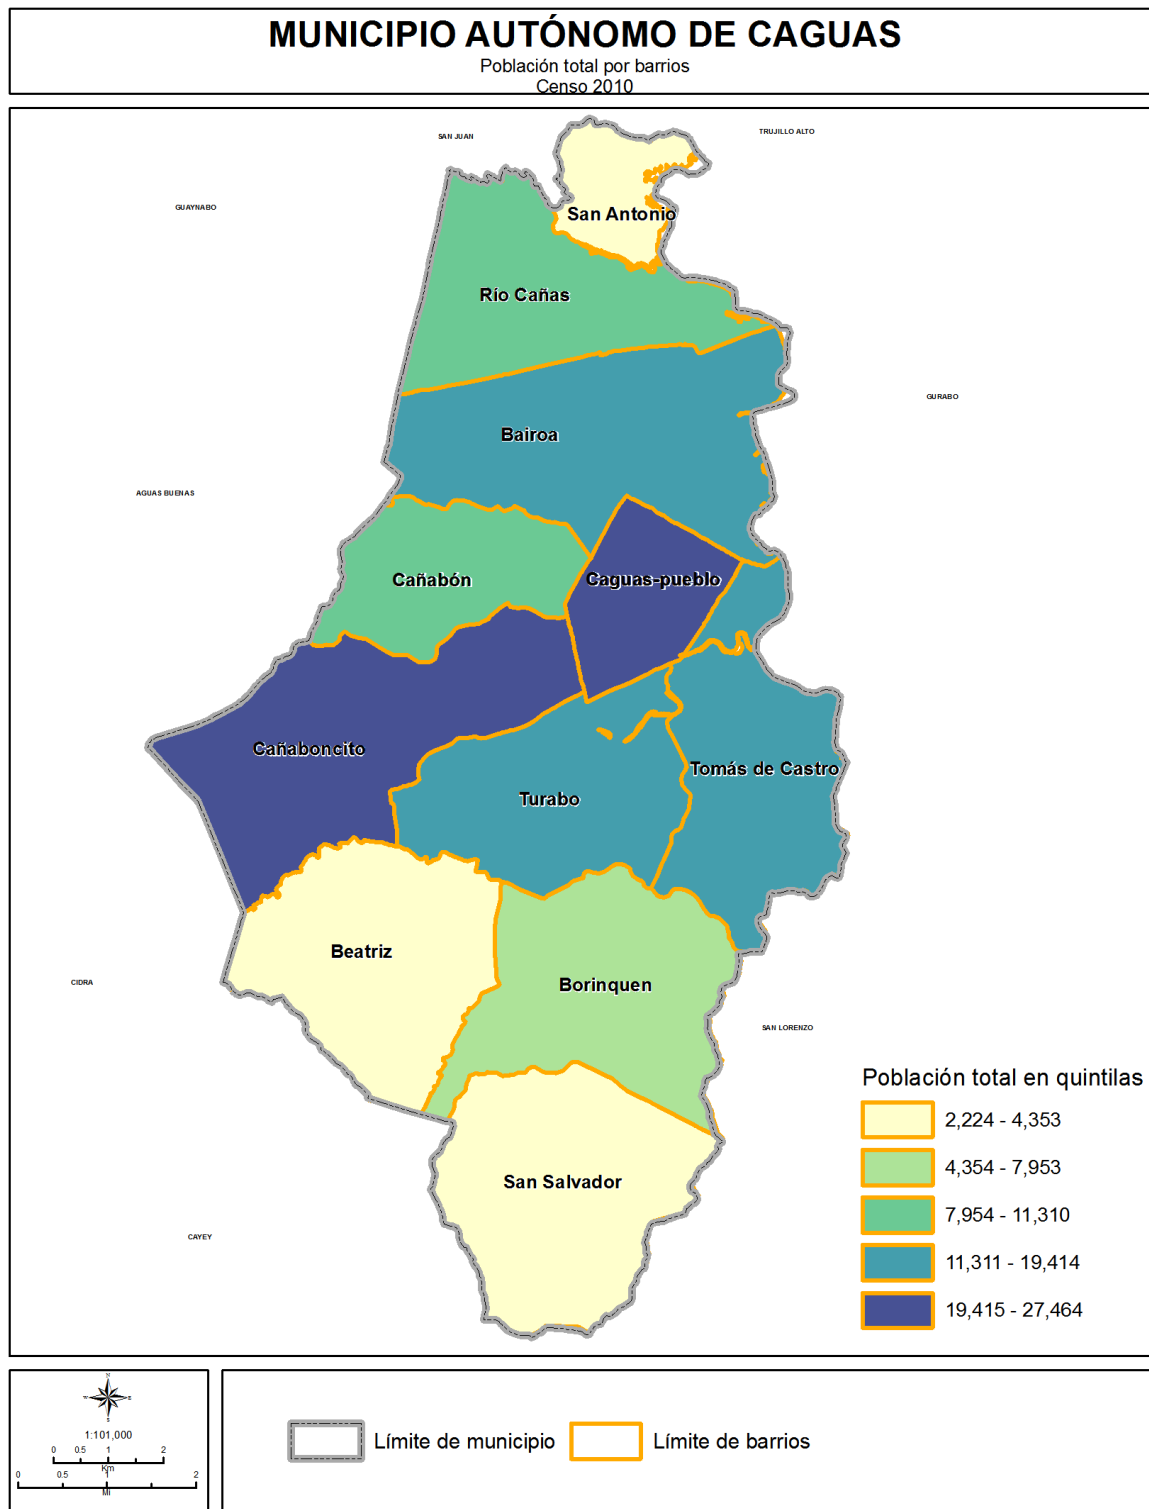 MUNICIPIO AUTÓNOMO DE CAGUAS
Población total por barrios
Censo 2010
SAN JUAN
TRUJILLO ALTO
GUAYNABO
San Antonio
Río Cañas
GURABO
Bairoa
AGUAS BUENAS
Cañabón
Caguas-pueblo
Cañaboncito
Tomás de Castro
Turabo
Beatriz
CIDRA
Borinquen
SAN LORENZO
San Salvador
CAYEY
Población total en quintilas
2,224 - 4,353
4,354 - 7,953
7,954 - 11,310
11,311 - 19,414
19,415 - 27,464
N
W E
S
1:101,000
0 0.5 1 2
Km
0 0.5 1 2
Mi
Límite de municipio
Límite de barrios